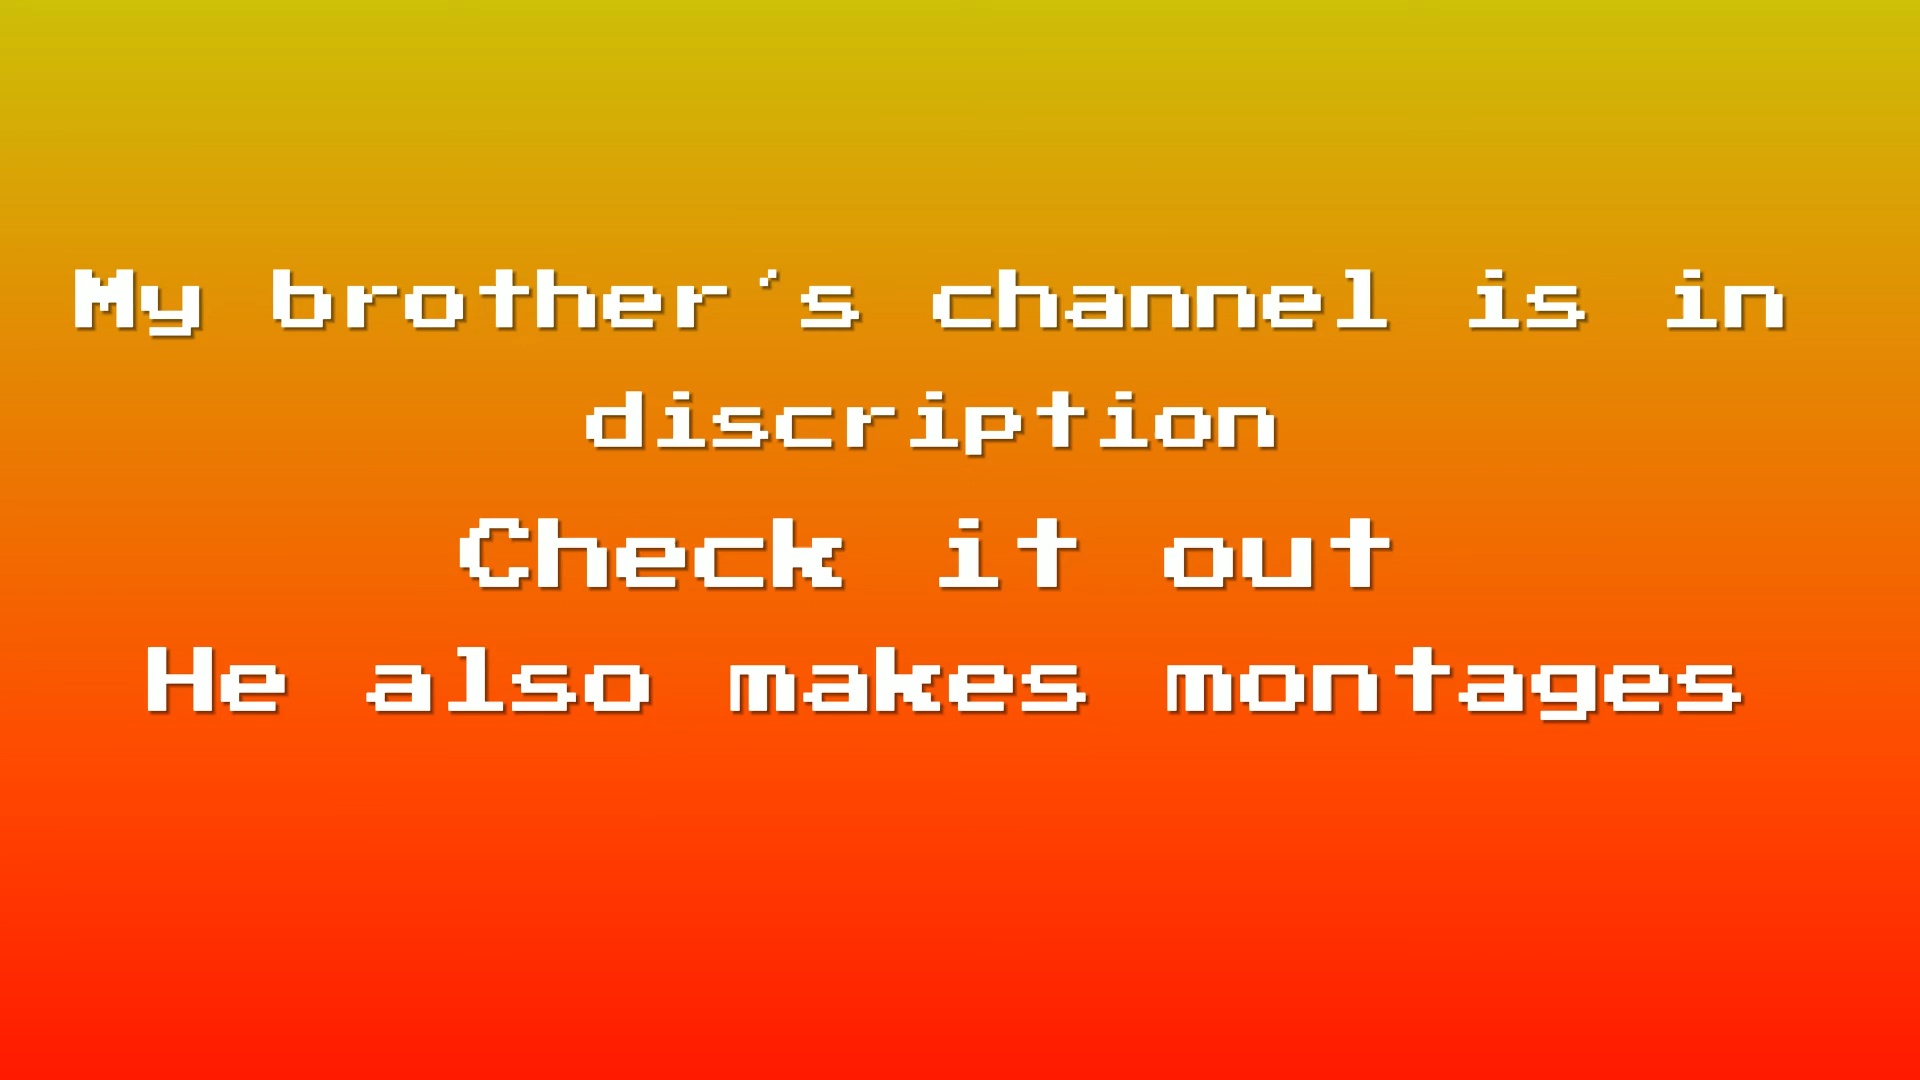 My brother's channel is in
discription
Check it out
He also makes montages